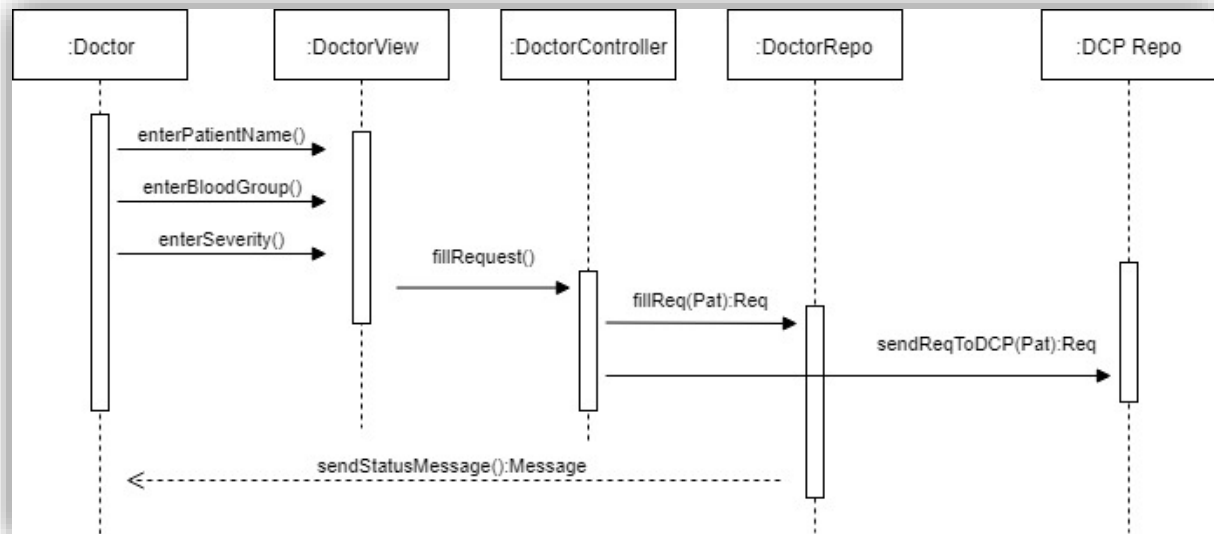 :Doctor
:DoctorView
:DoctorController
:DoctorRepo
:DCP Repo
enterPatientName()
enterBloodGroup()
enterSeverity()
fillRequest()
fillReq(Pat):Req
sendReqToDCP(Pat):Req
sendStatusMessage():Message